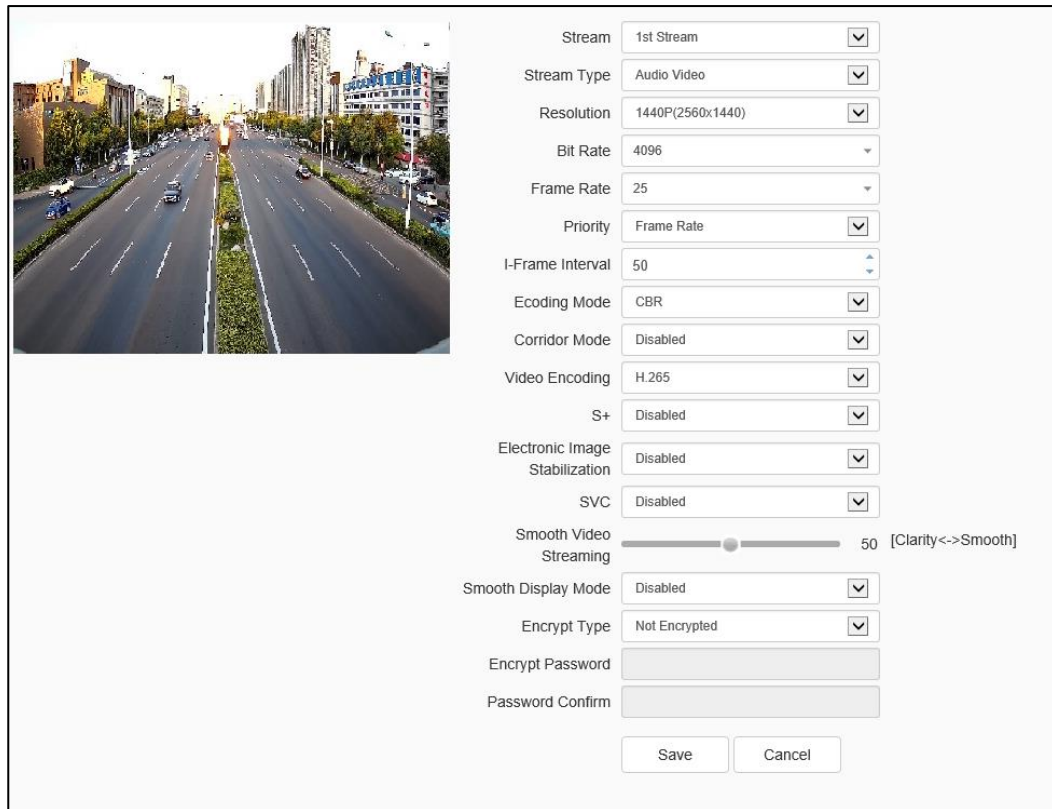 Stream 1st Stream
Stream Type Audio Video
Resolution 1440P(2560x1440)
Bit Rate 4096
Frame Rate 25
Priority Frame Rate
I-Frame Interval 50
Ecoding Mode CBR
Corridor Mode Disabled
Video Encoding H.265
S+ Disabled
Electronic Image
Stabilization Disabled
SVC Disabled
Smooth Video
Streaming 50 [Clarity<->Smooth]
Smooth Display Mode Disabled
Encrypt Type Not Encrypted
Encrypt Password
Password Confirm
Save Cancel